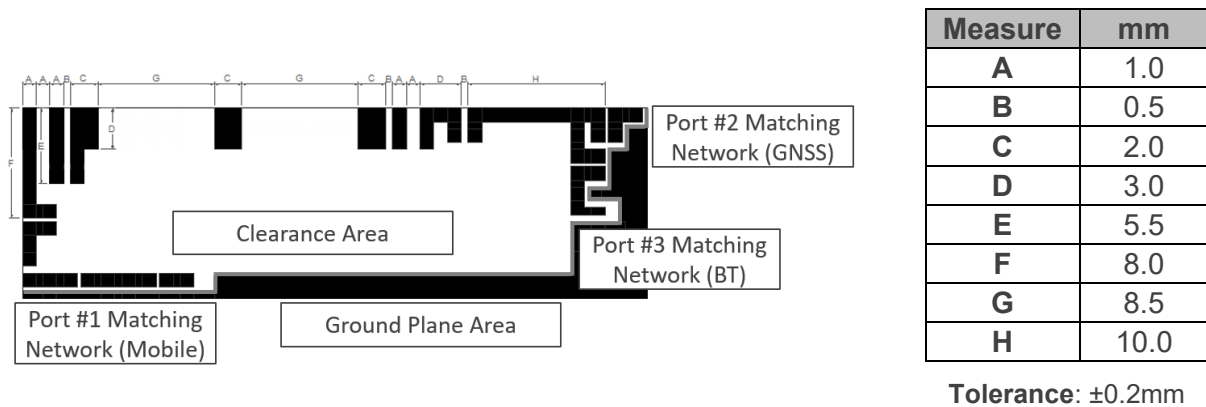 A A A B C G C G C B A A D B H
D
E
F
Port #2 Matching
Network (GNSS)
Clearance Area
Port #3 Matching
Network (BT)
Port #1 Matching
Network (Mobile)
Ground Plane Area
Measure mm
A 1.0
B 0.5
C 2.0
D 3.0
E 5.5
F 8.0
G 8.5
H 10.0
Tolerance: ±0.2mm